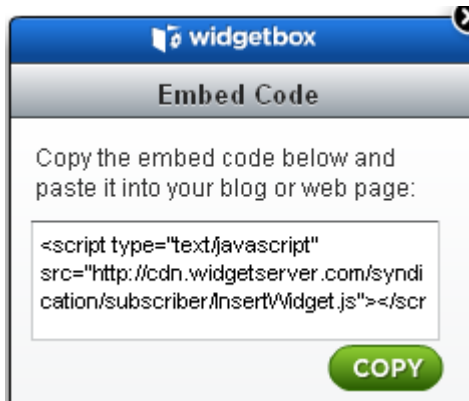 widgetbox
Embed Code
Copy the embed code below and
paste it into your blog or web page:
<script type="text/javascript"
src="http://cdn.widgetserver.com/syndi
cation/subscriber/InsertWidget.js"></scr
COPY